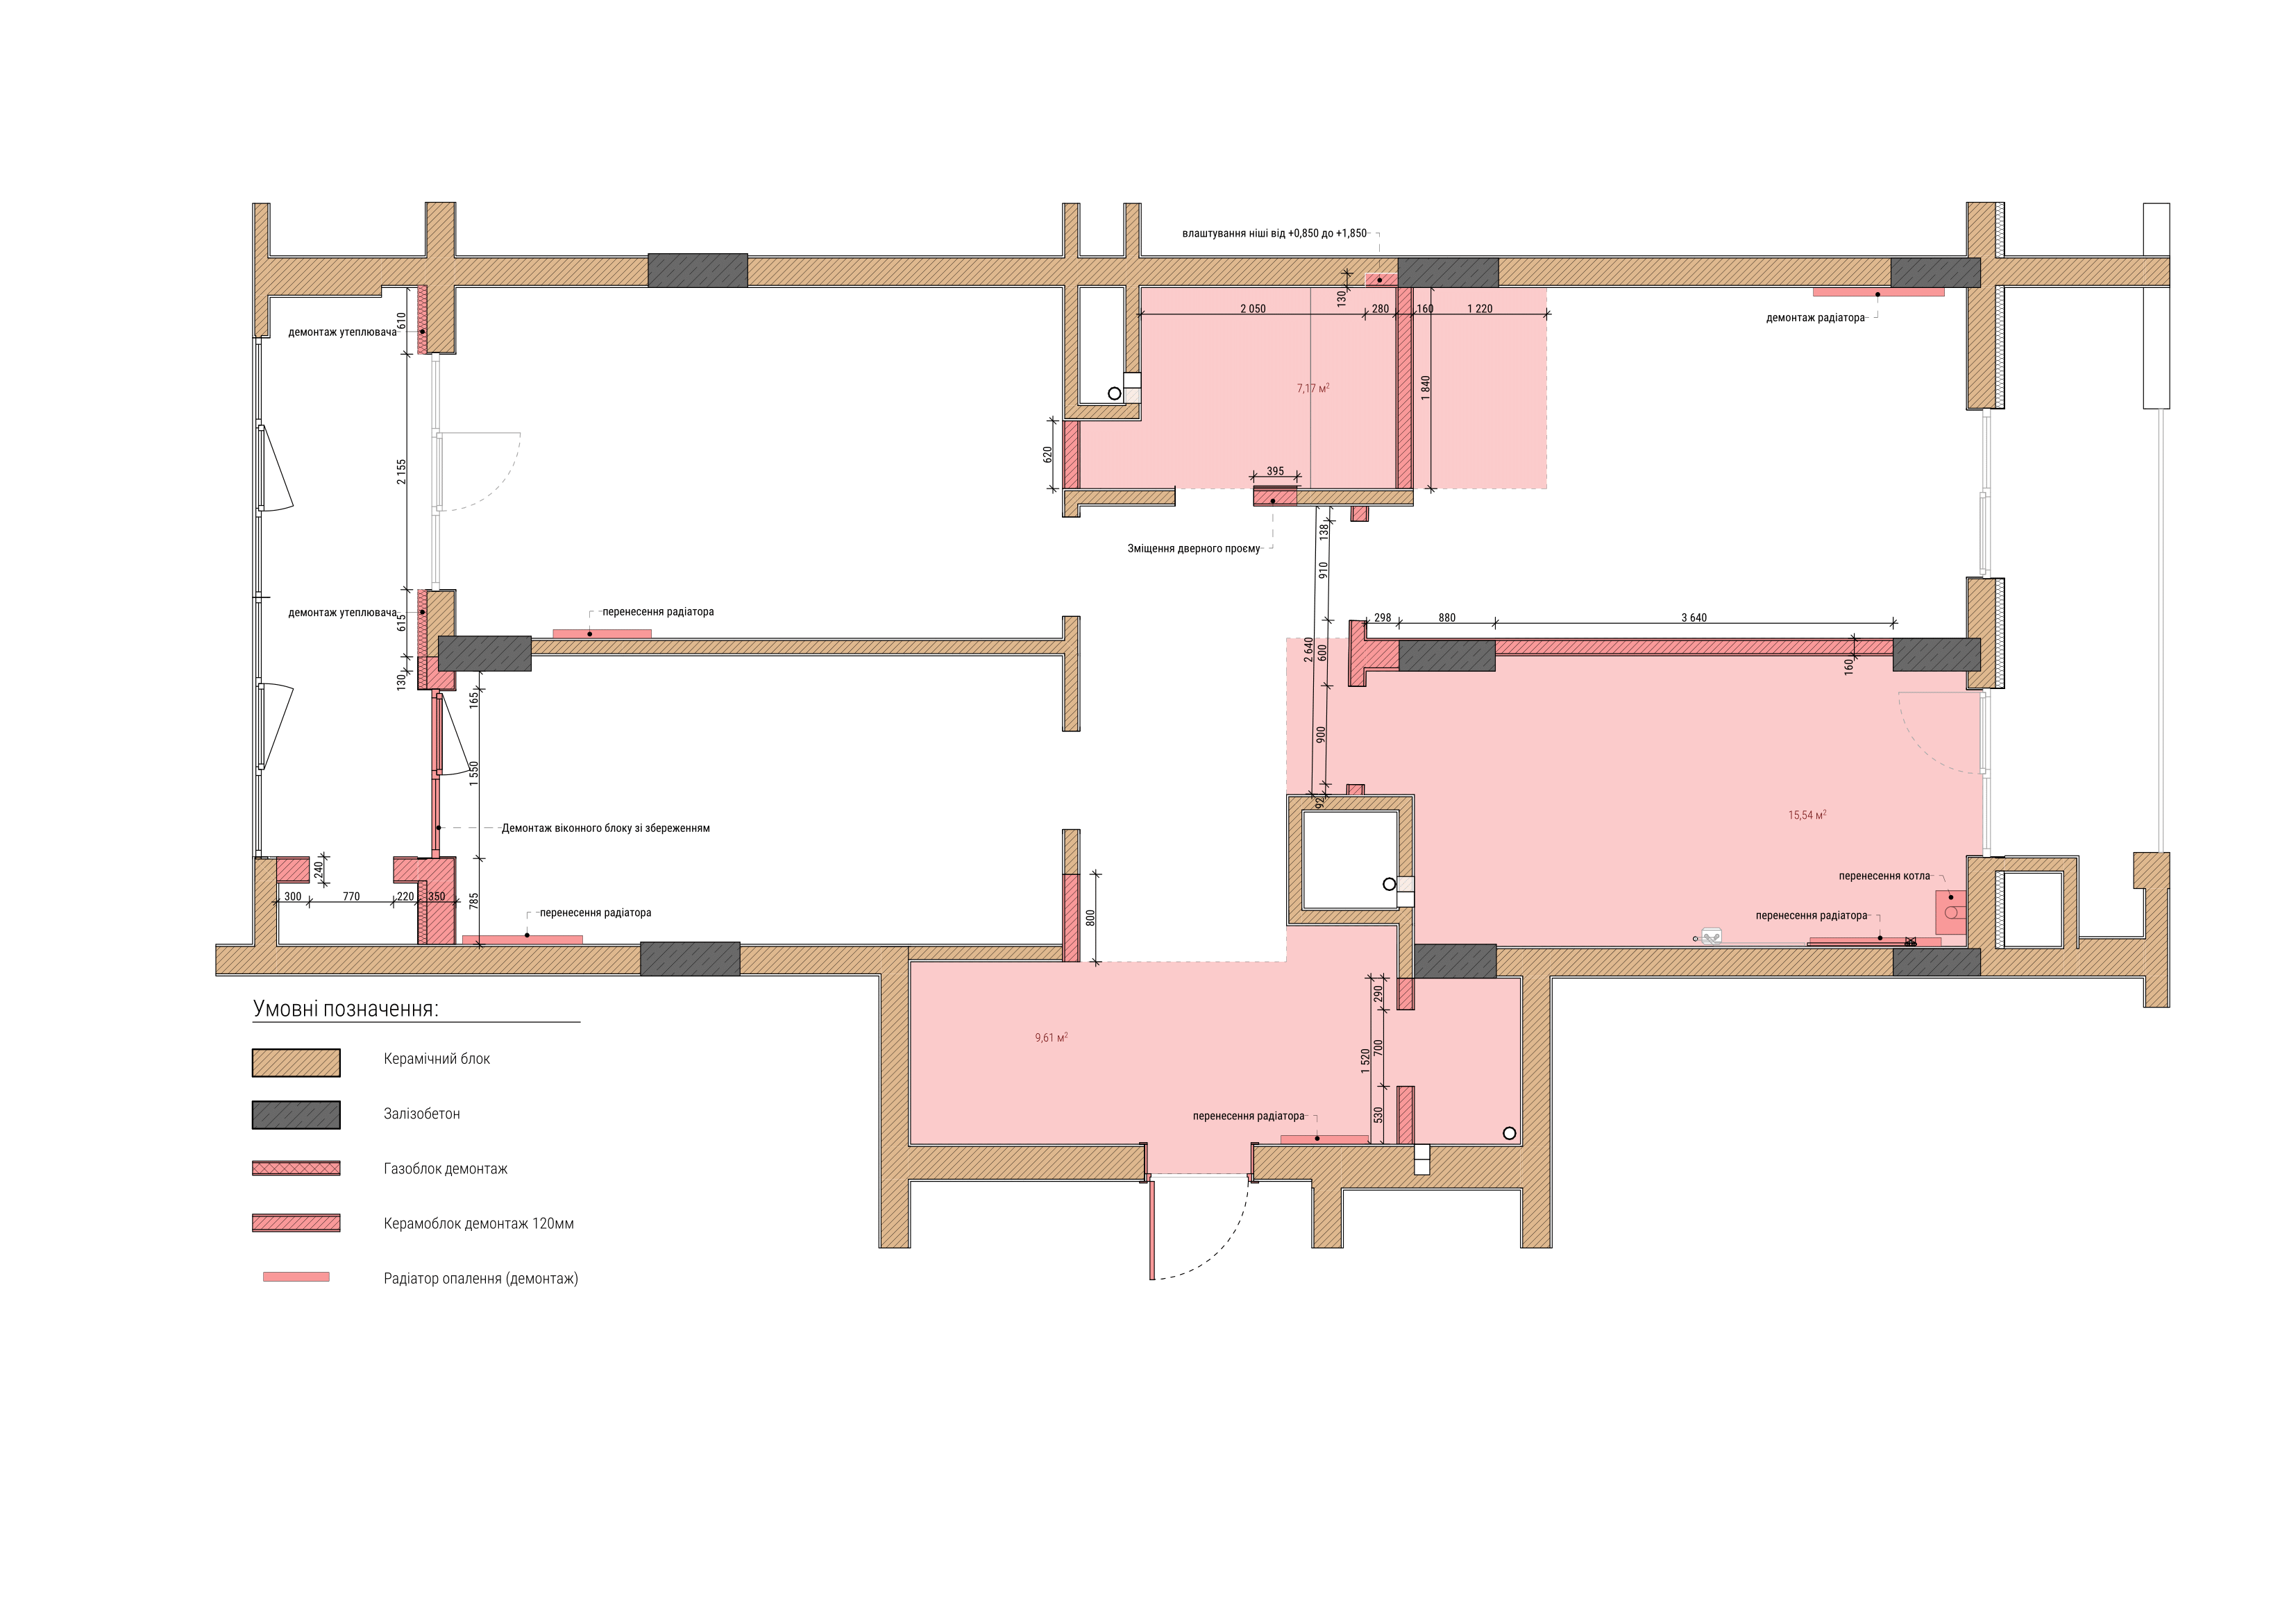 влаштування ніші від +0,850 до +1,850
130
2 050
280
160
1 220
610
демонтаж утеплювача
демонтаж радіатора
7,17 м²
1 840
620
2 155
395
138
Зміщення дверного проєму
910
демонтаж утеплювача
615
перенесення радіатора
298
880
3 640
2 640
600
160
130
165
900
1 550
92
15,54 м²
Демонтаж віконного блоку зі збереженням
240
300
770
220
350
785
перенесення радіатора
800
перенесення котла
перенесення радіатора
290
9,61 м²
700
1 520
530
перенесення радіатора
Умовні позначення:
Керамічний блок
Залізобетон
Газоблок демонтаж
Керамоблок демонтаж 120мм
Радіатор опалення (демонтаж)